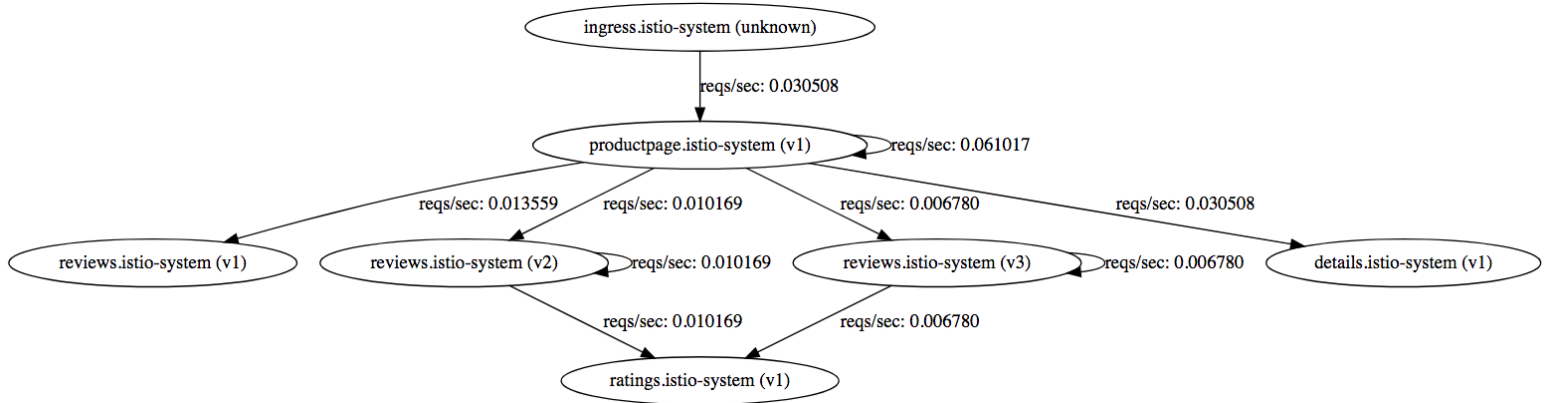 ingress.istio-system (unknown)
reqs/sec: 0.030508
productpage.istio-system (v1)
reqs/sec: 0.061017
reqs/sec: 0.013559
reqs/sec: 0.010169
reqs/sec: 0.006780
reqs/sec: 0.030508
reviews.istio-system (v1)
reviews.istio-system (v2)
reqs/sec: 0.010169
reviews.istio-system (v3)
reqs/sec: 0.006780
details.istio-system (v1)
reqs/sec: 0.010169
reqs/sec: 0.006780
ratings.istio-system (v1)